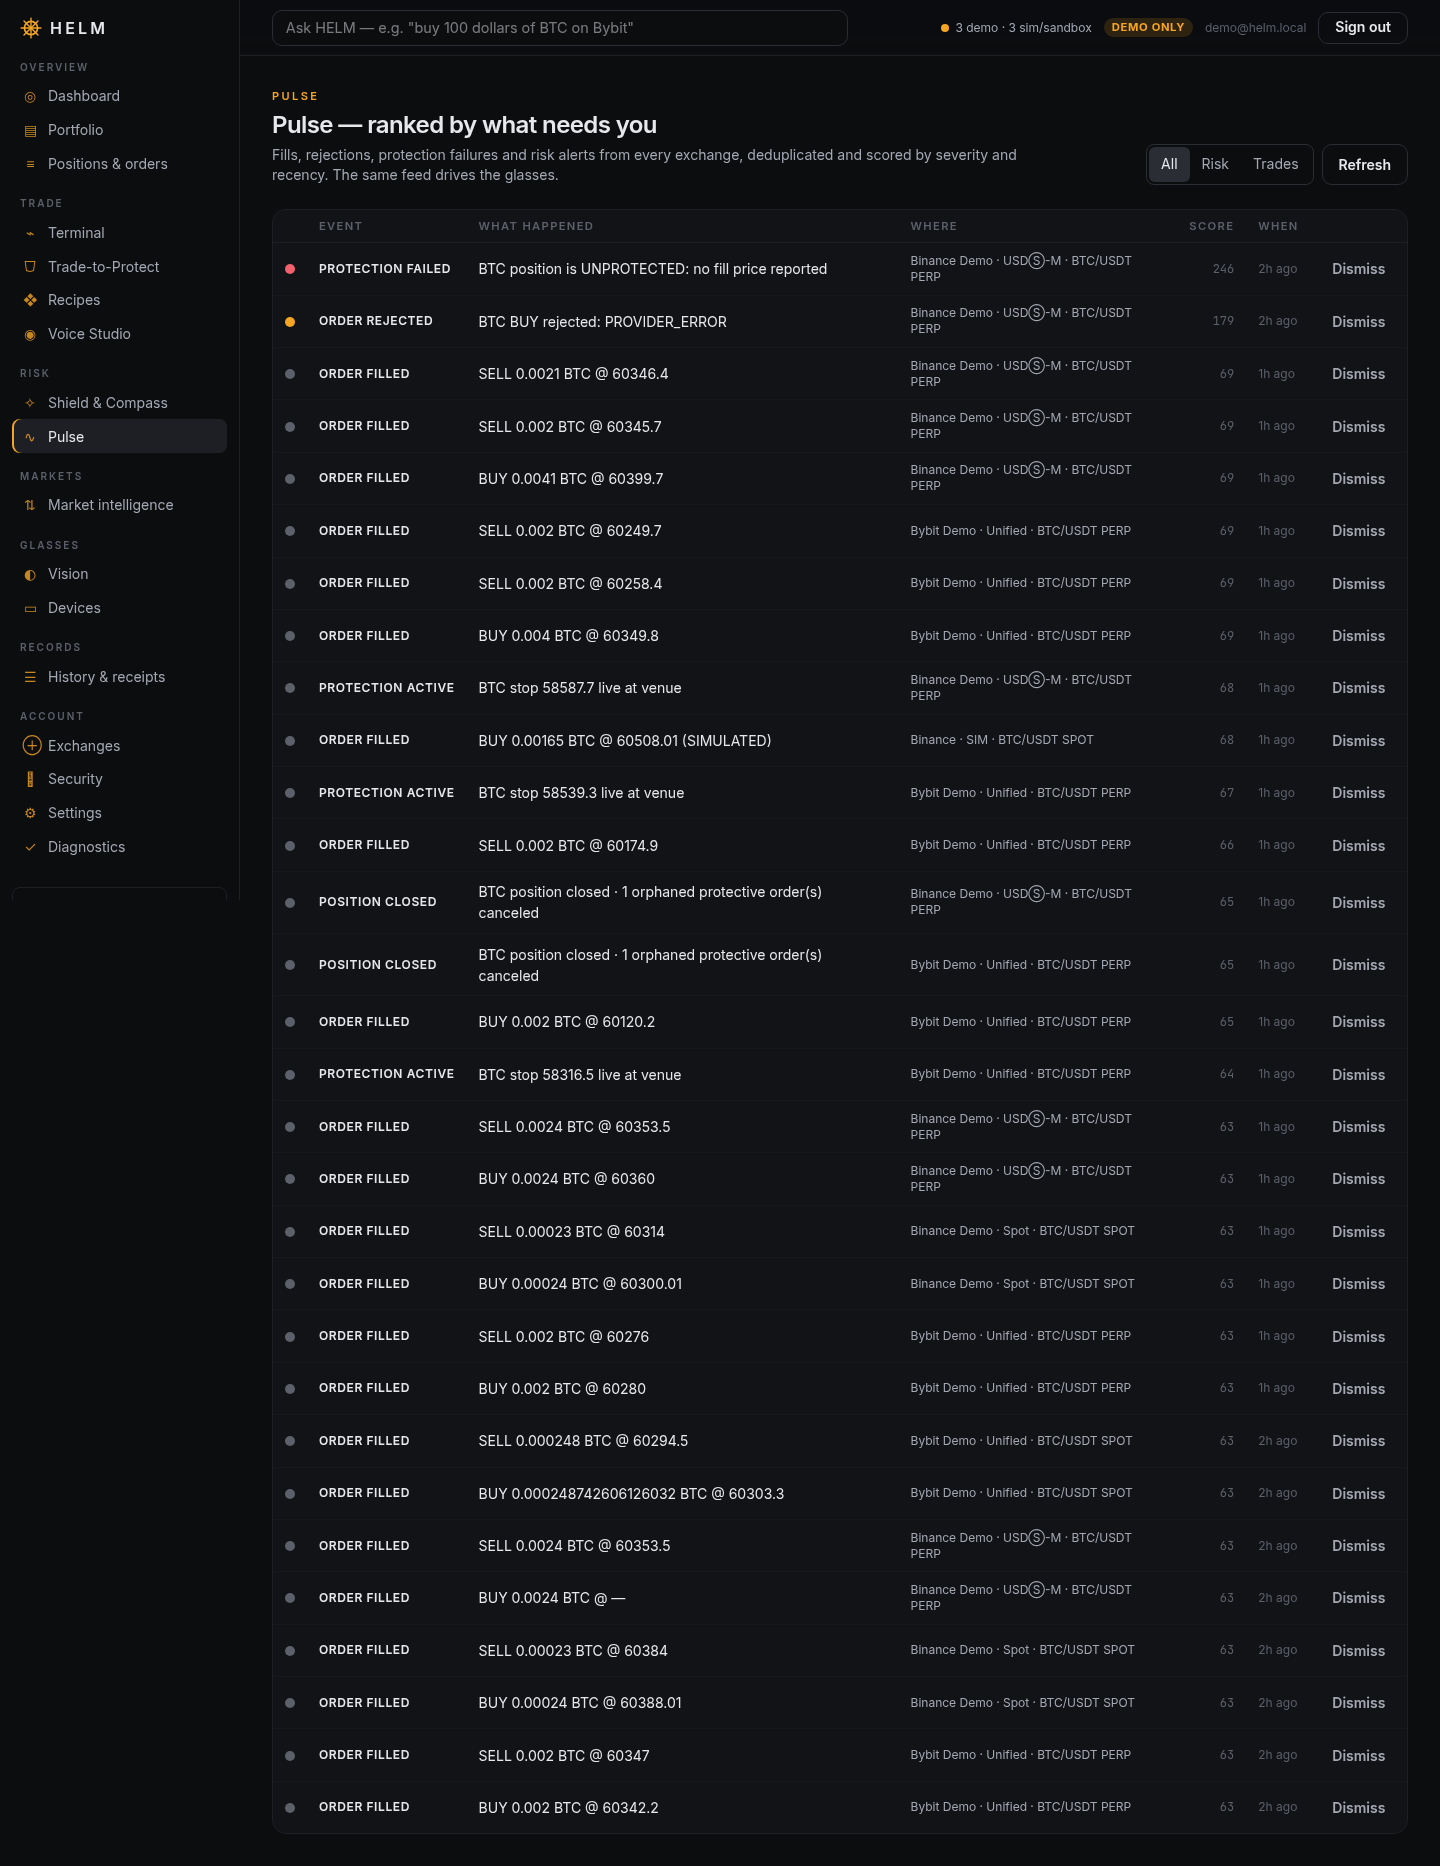 HELM
Ask HELM — e.g. "buy 100 dollars of BTC on Bybit"
3 demo · 3 sim/sandbox
DEMO ONLY
demo@helm.local
Sign out
OVERVIEW
Dashboard
Portfolio
Positions & orders
TRADE
Terminal
Trade-to-Protect
Recipes
Voice Studio
RISK
Shield & Compass
Pulse
MARKETS
Market intelligence
GLASSES
Vision
Devices
RECORDS
History & receipts
ACCOUNT
Exchanges
Security
Settings
Diagnostics
PULSE
Pulse — ranked by what needs you
Fills, rejections, protection failures and risk alerts from every exchange, deduplicated and scored by severity and
recency. The same feed drives the glasses.
All Risk Trades Refresh
EVENT WHAT HAPPENED WHERE SCORE WHEN
PROTECTION FAILED BTC position is UNPROTECTED: no fill price reported Binance Demo · USDⓈ-M · BTC/USDT
PERP 246 2h ago Dismiss
ORDER REJECTED BTC BUY rejected: PROVIDER_ERROR Binance Demo · USDⓈ-M · BTC/USDT
PERP 179 2h ago Dismiss
ORDER FILLED SELL 0.0021 BTC @ 60346.4 Binance Demo · USDⓈ-M · BTC/USDT
PERP 69 1h ago Dismiss
ORDER FILLED SELL 0.002 BTC @ 60345.7 Binance Demo · USDⓈ-M · BTC/USDT
PERP 69 1h ago Dismiss
ORDER FILLED BUY 0.0041 BTC @ 60399.7 Binance Demo · USDⓈ-M · BTC/USDT
PERP 69 1h ago Dismiss
ORDER FILLED SELL 0.002 BTC @ 60249.7 Bybit Demo · Unified · BTC/USDT PERP 69 1h ago Dismiss
ORDER FILLED SELL 0.002 BTC @ 60258.4 Bybit Demo · Unified · BTC/USDT PERP 69 1h ago Dismiss
ORDER FILLED BUY 0.004 BTC @ 60349.8 Bybit Demo · Unified · BTC/USDT PERP 69 1h ago Dismiss
PROTECTION ACTIVE BTC stop 58587.7 live at venue Binance Demo · USDⓈ-M · BTC/USDT
PERP 68 1h ago Dismiss
ORDER FILLED BUY 0.00165 BTC @ 60508.01 (SIMULATED) Binance · SIM · BTC/USDT SPOT 68 1h ago Dismiss
PROTECTION ACTIVE BTC stop 58539.3 live at venue Bybit Demo · Unified · BTC/USDT PERP 67 1h ago Dismiss
ORDER FILLED SELL 0.002 BTC @ 60174.9 Bybit Demo · Unified · BTC/USDT PERP 66 1h ago Dismiss
POSITION CLOSED BTC position closed · 1 orphaned protective order(s)
canceled Binance Demo · USDⓈ-M · BTC/USDT
PERP 65 1h ago Dismiss
POSITION CLOSED BTC position closed · 1 orphaned protective order(s)
canceled Bybit Demo · Unified · BTC/USDT PERP 65 1h ago Dismiss
ORDER FILLED BUY 0.002 BTC @ 60120.2 Bybit Demo · Unified · BTC/USDT PERP 65 1h ago Dismiss
PROTECTION ACTIVE BTC stop 58316.5 live at venue Bybit Demo · Unified · BTC/USDT PERP 64 1h ago Dismiss
ORDER FILLED SELL 0.0024 BTC @ 60353.5 Binance Demo · USDⓈ-M · BTC/USDT
PERP 63 1h ago Dismiss
ORDER FILLED BUY 0.0024 BTC @ 60360 Binance Demo · USDⓈ-M · BTC/USDT
PERP 63 1h ago Dismiss
ORDER FILLED SELL 0.00023 BTC @ 60314 Binance Demo · Spot · BTC/USDT SPOT 63 1h ago Dismiss
ORDER FILLED BUY 0.00024 BTC @ 60300.01 Binance Demo · Spot · BTC/USDT SPOT 63 1h ago Dismiss
ORDER FILLED SELL 0.002 BTC @ 60276 Bybit Demo · Unified · BTC/USDT PERP 63 1h ago Dismiss
ORDER FILLED BUY 0.002 BTC @ 60280 Bybit Demo · Unified · BTC/USDT PERP 63 1h ago Dismiss
ORDER FILLED SELL 0.000248 BTC @ 60294.5 Bybit Demo · Unified · BTC/USDT SPOT 63 2h ago Dismiss
ORDER FILLED BUY 0.000248742606126032 BTC @ 60303.3 Bybit Demo · Unified · BTC/USDT SPOT 63 2h ago Dismiss
ORDER FILLED SELL 0.0024 BTC @ 60353.5 Binance Demo · USDⓈ-M · BTC/USDT
PERP 63 2h ago Dismiss
ORDER FILLED BUY 0.0024 BTC @ — Binance Demo · USDⓈ-M · BTC/USDT
PERP 63 2h ago Dismiss
ORDER FILLED SELL 0.00023 BTC @ 60384 Binance Demo · Spot · BTC/USDT SPOT 63 2h ago Dismiss
ORDER FILLED BUY 0.00024 BTC @ 60388.01 Binance Demo · Spot · BTC/USDT SPOT 63 2h ago Dismiss
ORDER FILLED SELL 0.002 BTC @ 60347 Bybit Demo · Unified · BTC/USDT PERP 63 2h ago Dismiss
ORDER FILLED BUY 0.002 BTC @ 60342.2 Bybit Demo · Unified · BTC/USDT PERP 63 2h ago Dismiss